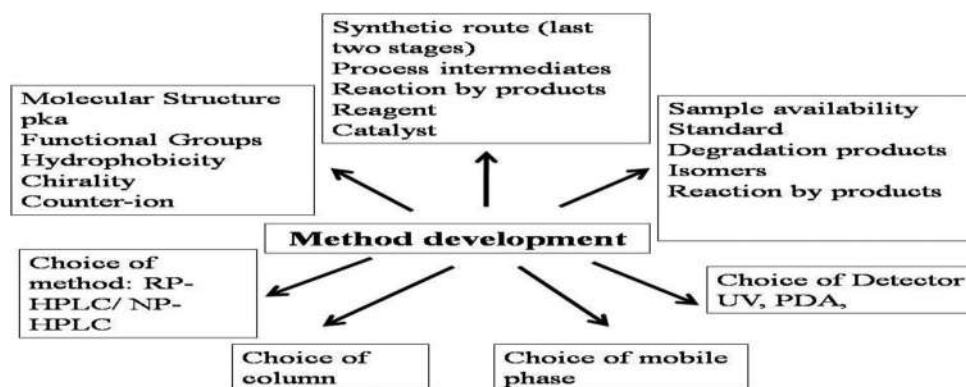 Synthetic route (last
two stages)
Process intermediates
Reaction by products
Reagent
Catalyst
Molecular Structure
pka
Functional Groups
Hydrophobicity
Chirality
Counter-ion
Sample availability
Standard
Degradation products
Isomers
Reaction by products
Method development
Choice of
method: RP-
HPLC/ NP-
HPLC
Choice of Detector
UV, PDA,
Choice of
column
Choice of mobile
phase